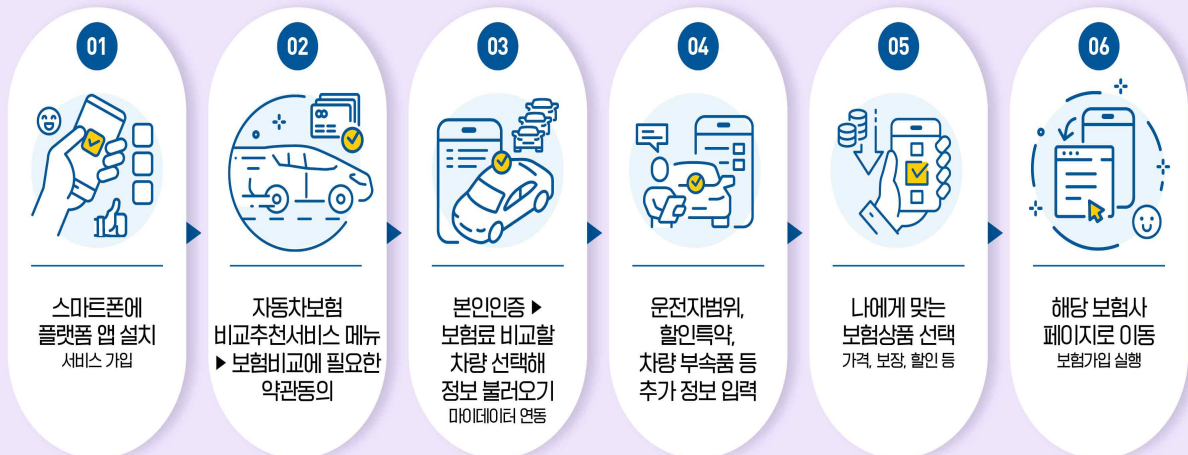 01
스마트폰에
플랫폼 앱 설치
서비스 가입
02
자동차보험
비교추천서비스 메뉴
▶ 보험비교에 필요한
약관동의
03
본인인증 ▶
보험료 비교할
차량 선택해
정보 불러오기
마이데이터 연동
04
운전자범위,
할인특약,
차량 부속품 등
추가 정보 입력
05
나에게 맞는
보험상품 선택
가격, 보장, 할인 등
06
해당 보험사
페이지로 이동
보험가입 실행